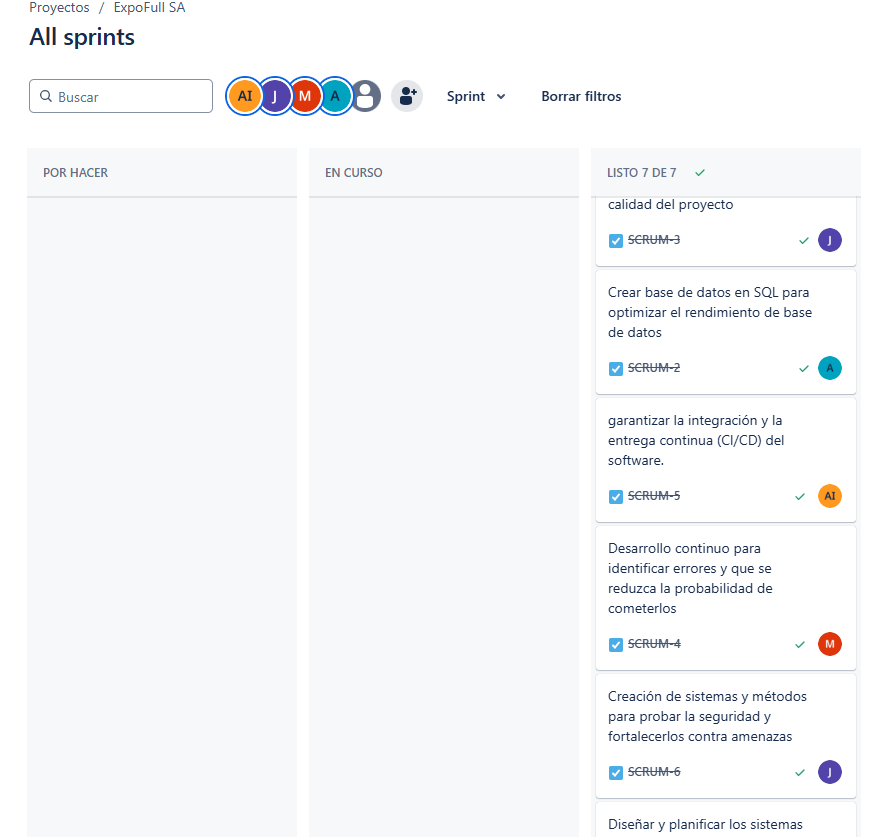 Proyectos / ExpoFull SA
All sprints
Buscar
AI J M A
Sprint
Borrar filtros
POR HACER
EN CURSO
LISTO 7 DE 7
calidad del proyecto
SCRUM-3
J
Crear base de datos en SQL para
optimizar el rendimiento de base
de datos
SCRUM-2
A
garantizar la integración y la
entrega continua (CI/CD) del
software.
SCRUM-5
AI
Desarrollo continuo para
identificar errores y que se
reduzca la probabilidad de
cometerlos
SCRUM-4
M
Creación de sistemas y métodos
para probar la seguridad y
fortalecerlos contra amenazas
SCRUM-6
J
Diseñar y planificar los sistemas